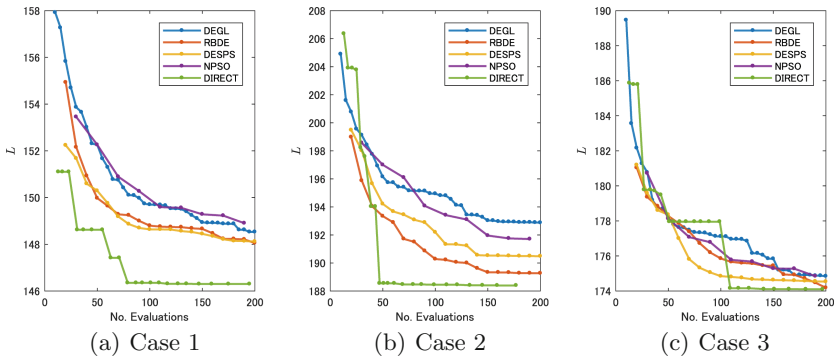 158
156
154
152
150
148
146
L
0
50
100
150
200
No. Evaluations
DEGL
RBDE
DESPS
NPSO
DIRECT
(a) Case 1
208
206
204
202
200
198
196
194
192
190
188
L
0
50
100
150
200
No. Evaluations
DEGL
RBDE
DESPS
NPSO
DIRECT
(b) Case 2
190
188
186
184
182
180
178
176
174
L
0
50
100
150
200
No. Evaluations
DEGL
RBDE
DESPS
NPSO
DIRECT
(c) Case 3